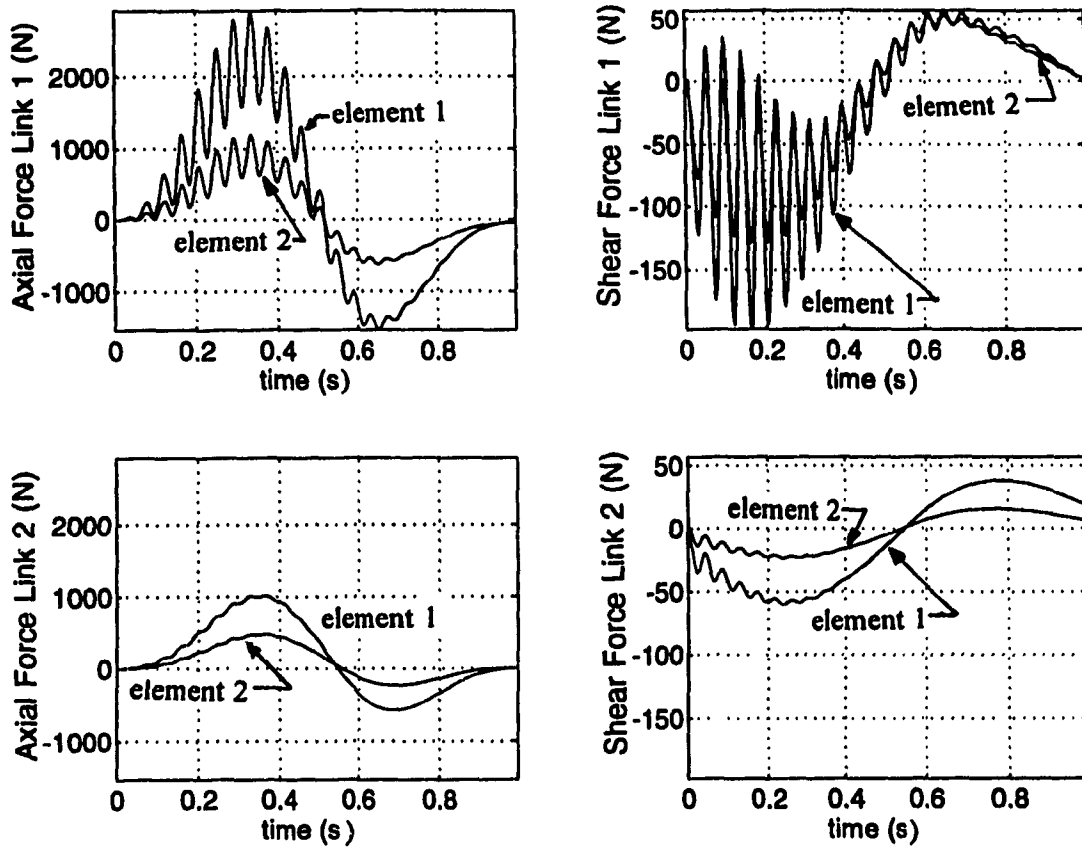 Axial Force Link 1 (N)
2000
1000
0
-1000
element 1
element 2
0 0.2 0.4 0.6 0.8
time (s)
Shear Force Link 1 (N)
50
0
-50
-100
-150
element 2
element 1
0 0.2 0.4 0.6 0.8
time (s)
Axial Force Link 2 (N)
2000
1000
0
-1000
element 1
element 2
0 0.2 0.4 0.6 0.8
time (s)
Shear Force Link 2 (N)
50
0
-50
-100
-150
element 2
element 1
0 0.2 0.4 0.6 0.8
time (s)